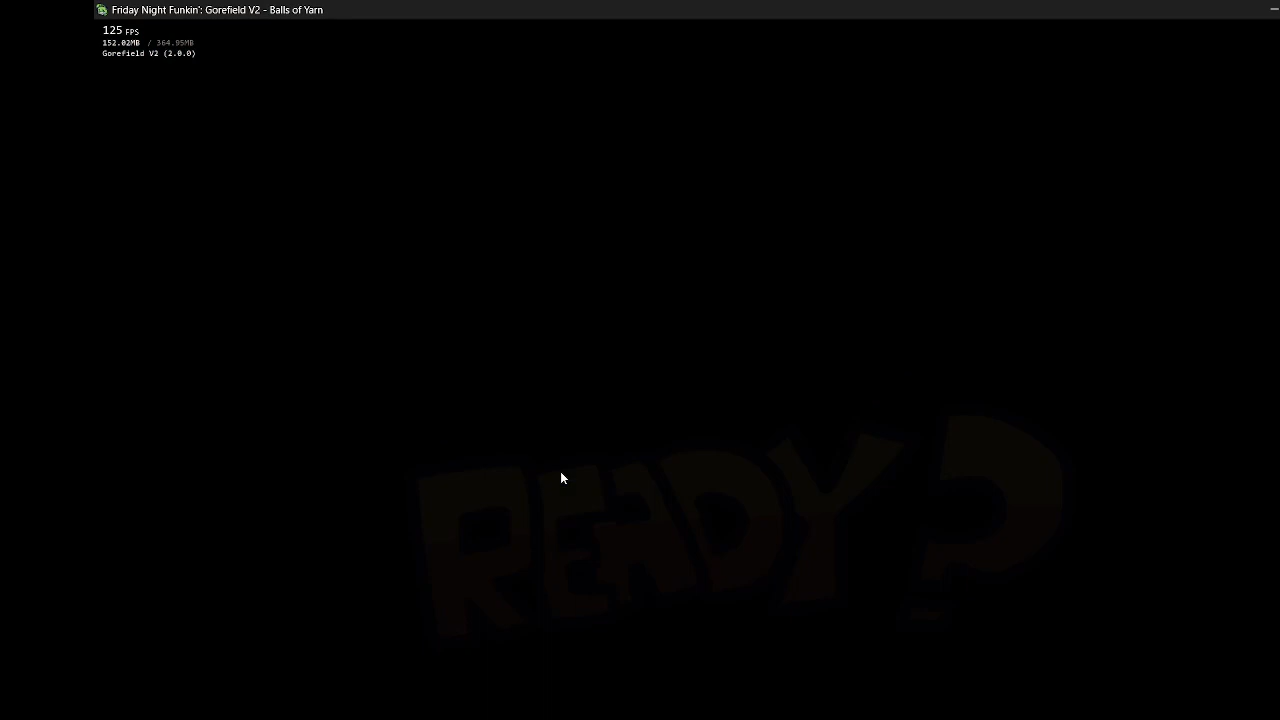 Friday Night Funkin': Gorefield V2 - Balls of Yarn
125 FPS
152.02MB / 364.95MB
Gorefield V2 (2.0.0)
READY?